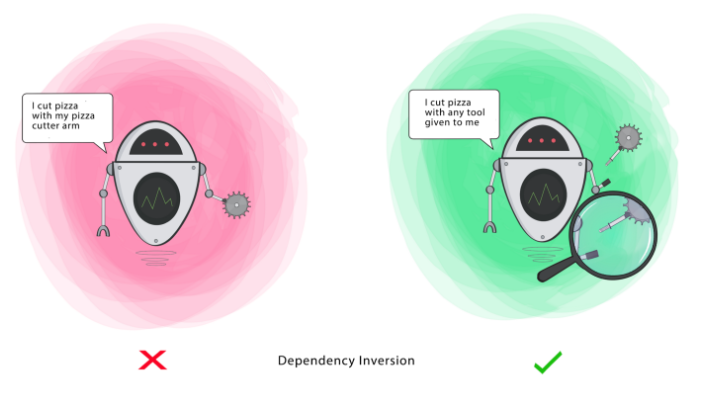 I cut pizza
with my pizza
cutter arm
I cut pizza
with any tool
given to me
Dependency Inversion